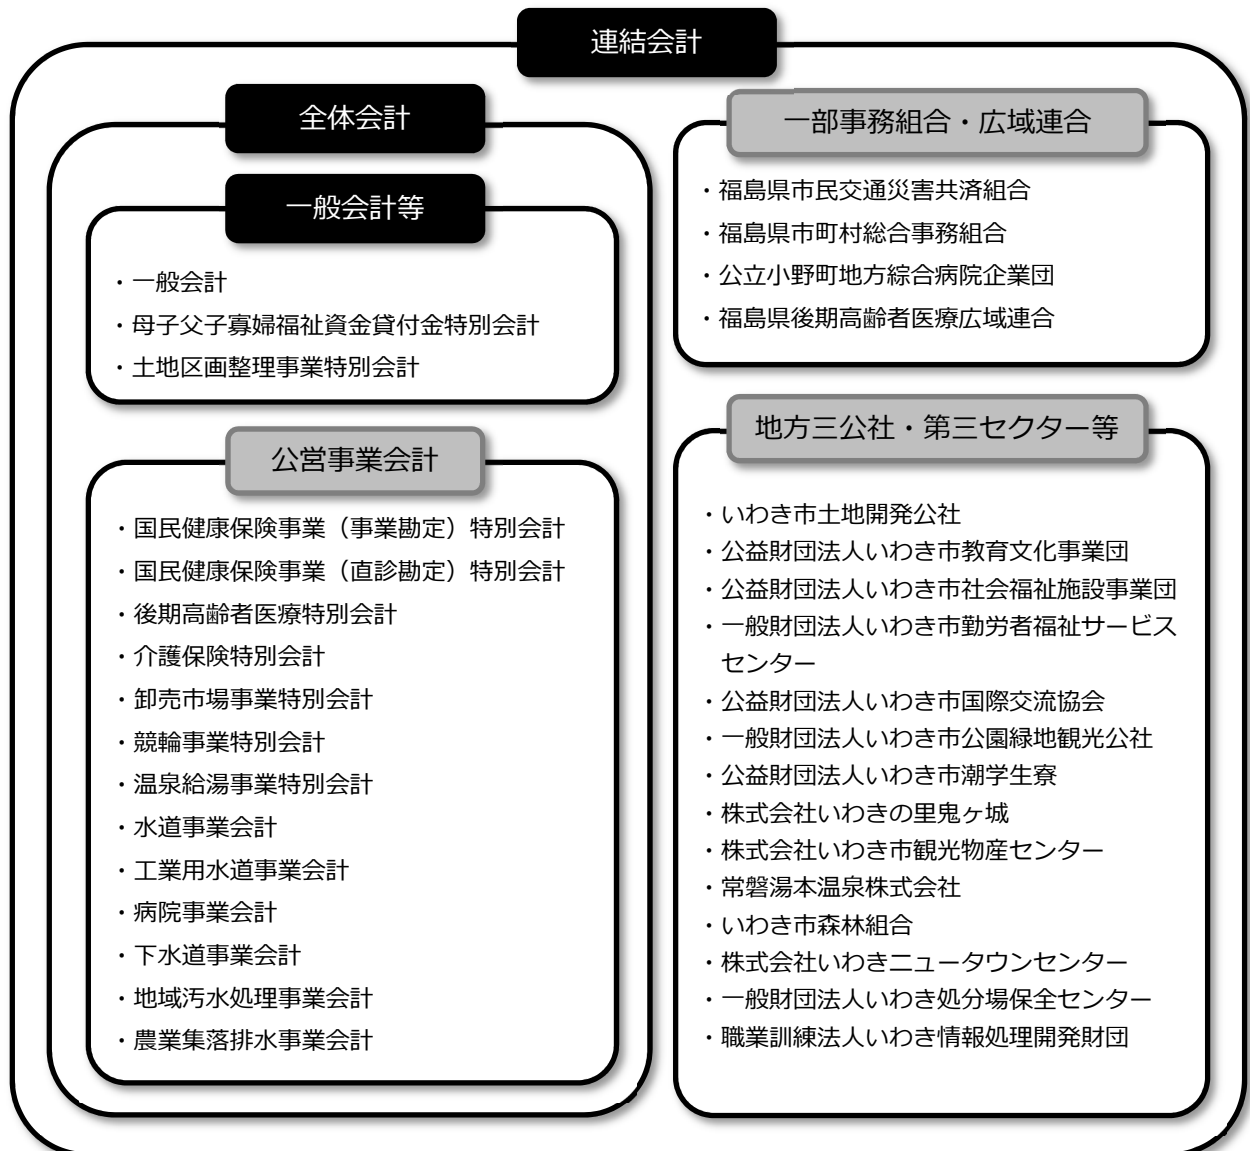 連結会計
全体会計
一般会計等
・一般会計
・母子父子寡婦福祉資金貸付金特別会計
・土地区画整理事業特別会計
公営事業会計
・国民健康保険事業（事業勘定）特別会計
・国民健康保険事業（直診勘定）特別会計
・後期高齢者医療特別会計
・介護保険特別会計
・卸売市場事業特別会計
・競輪事業特別会計
・温泉給湯事業特別会計
・水道事業会計
・工業用水道事業会計
・病院事業会計
・下水道事業会計
・地域汚水処理事業会計
・農業集落排水事業会計
一部事務組合・広域連合
・福島県市民交通災害共済組合
・福島県市町村総合事務組合
・公立小野町地方綜合病院企業団
・福島県後期高齢者医療広域連合
地方三公社・第三セクター等
・いわき市土地開発公社
・公益財団法人いわき市教育文化事業団
・公益財団法人いわき市社会福祉施設事業団
・一般財団法人いわき市勤労者福祉サービス
センター
・公益財団法人いわき市国際交流協会
・一般財団法人いわき市公園緑地観光公社
・公益財団法人いわき市潮学生寮
・株式会社いわきの里鬼ヶ城
・株式会社いわき市観光物産センター
・常磐湯本温泉株式会社
・いわき市森林組合
・株式会社いわきニュータウンセンター
・一般財団法人いわき処分場保全センター
・職業訓練法人いわき情報処理開発財団